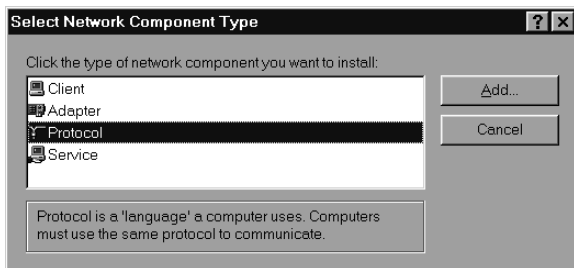 Select Network Component Type
Click the type of network component you want to install:
Client
Adapter
Protocol
Service
Add...
Cancel
Protocol is a 'language' a computer uses. Computers
must use the same protocol to communicate.